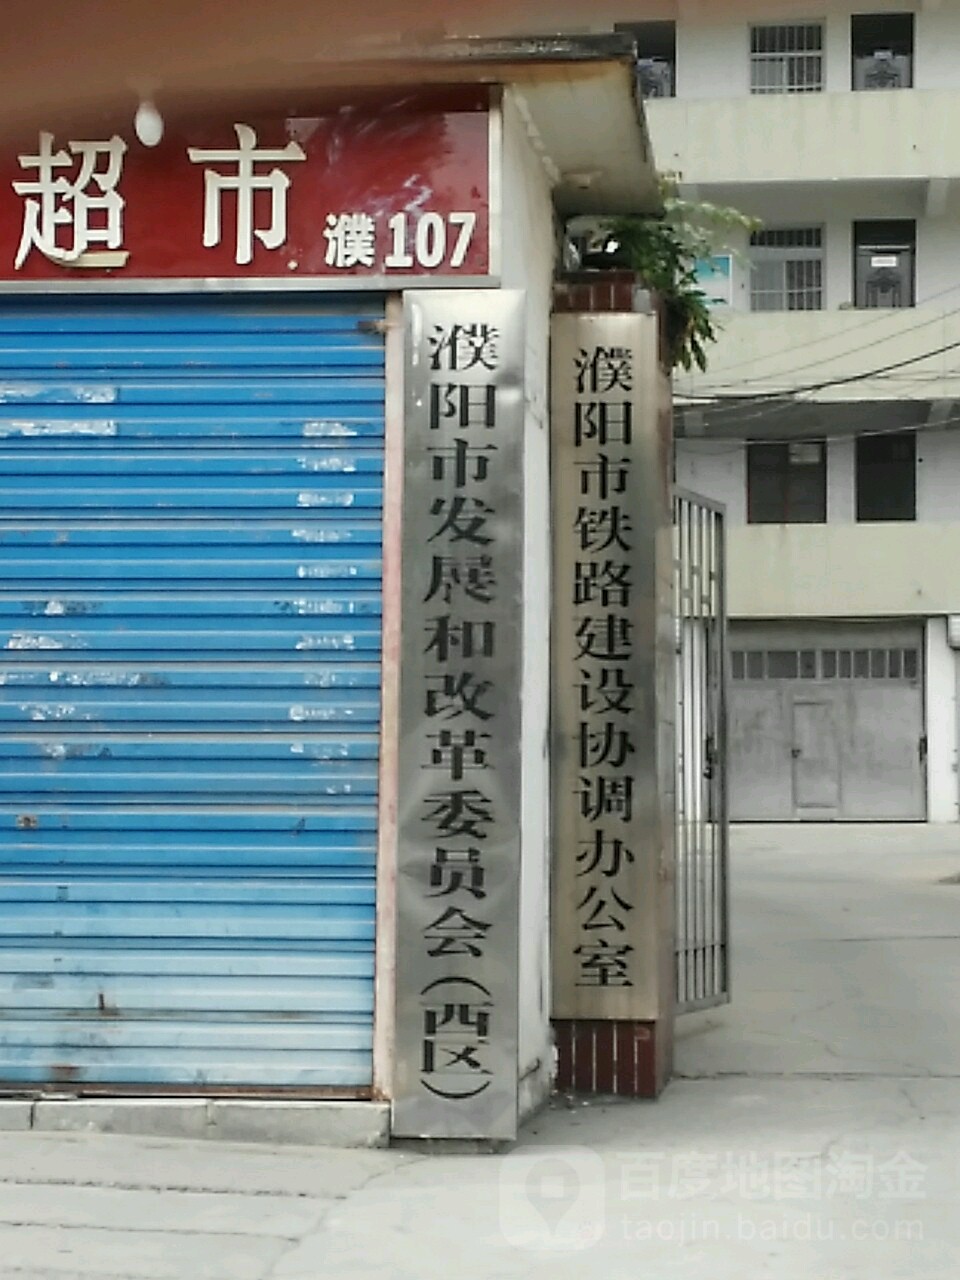 超市
濮107
濮阳市发展和改革委员会(西区)
濮阳市铁路建设协调办公室
百度地图淘金
taojin.baidu.com